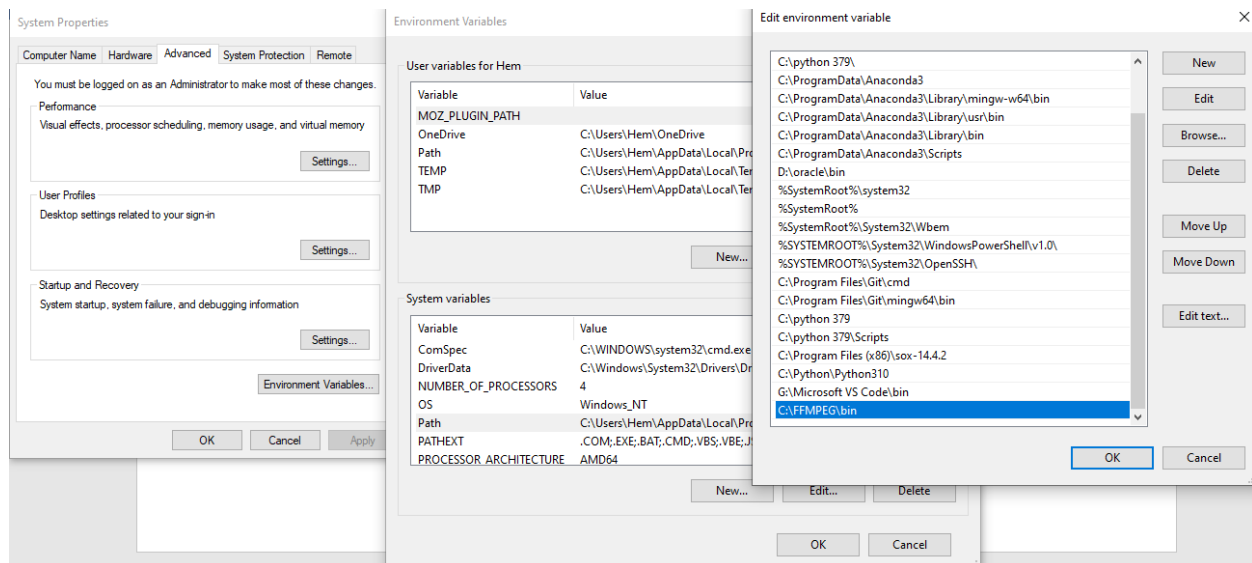 System Properties
Computer Name Hardware Advanced System Protection Remote
You must be logged on as an Administrator to make most of these changes.
Performance
Visual effects, processor scheduling, memory usage, and virtual memory
Settings...
User Profiles
Desktop settings related to your sign-in
Settings...
Startup and Recovery
System startup, system failure, and debugging information
Settings...
Environment Variables...
OK Cancel Apply
Environment Variables
User variables for Hem
Variable Value
MOZ_PLUGIN_PATH
OneDrive C:\Users\Hem\OneDrive
Path C:\Users\Hem\AppData\Local\Pro
TEMP C:\Users\Hem\AppData\Local\Ter
TMP C:\Users\Hem\AppData\Local\Ter
New...
System variables
Variable Value
ComSpec C:\WINDOWS\system32\cmd.exe
DriverData C:\Windows\System32\Drivers\Dr
NUMBER_OF_PROCESSORS 4
OS Windows_NT
Path C:\Users\Hem\AppData\Local\Pro
PATHEXT .COM;.EXE;.BAT;.CMD;.VBS;.VBE;.JS
PROCESSOR_ARCHITECTURE AMD64
New... Edit... Delete
OK Cancel
Edit environment variable
C:\python 379\
C:\ProgramData\Anaconda3
C:\ProgramData\Anaconda3\Library\mingw-w64\bin
C:\ProgramData\Anaconda3\Library\usr\bin
C:\ProgramData\Anaconda3\Library\bin
C:\ProgramData\Anaconda3\Scripts
D:\oracle\bin
%SystemRoot%\system32
%SystemRoot%
%SystemRoot%\System32\Wbem
%SYSTEMROOT%\System32\WindowsPowerShell\v1.0\
%SYSTEMROOT%\System32\OpenSSH\
C:\Program Files\Git\cmd
C:\Program Files\Git\mingw64\bin
C:\python 379
C:\python 379\Scripts
C:\Program Files (x86)\sox-14.4.2
C:\Python\Python310
G:\Microsoft VS Code\bin
C:\FFMPEG\bin
New
Edit
Browse...
Delete
Move Up
Move Down
Edit text...
OK Cancel